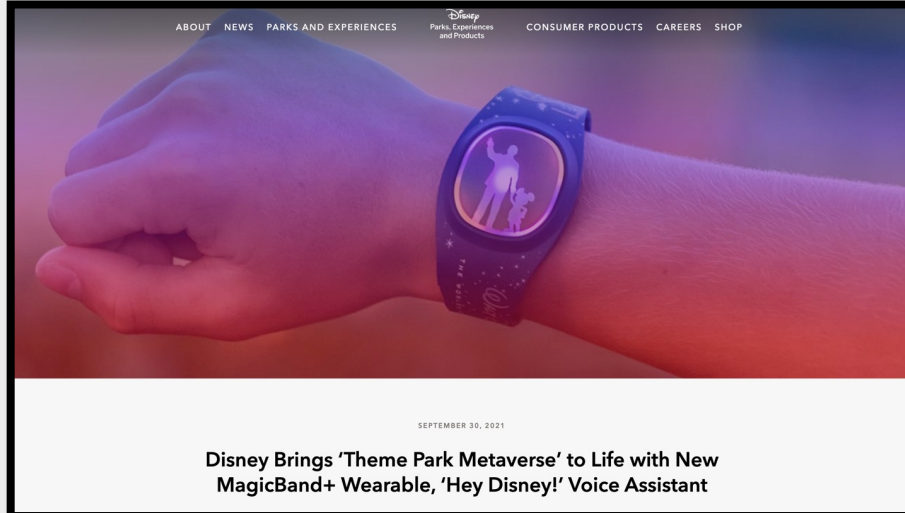 ABOUT NEWS PARKS AND EXPERIENCES
Disney
Parks, Experiences
and Products
CONSUMER PRODUCTS CAREERS SHOP
THE
SEPTEMBER 30, 2021
Disney Brings ‘Theme Park Metaverse’ to Life with New
MagicBand+ Wearable, ‘Hey Disney!’ Voice Assistant